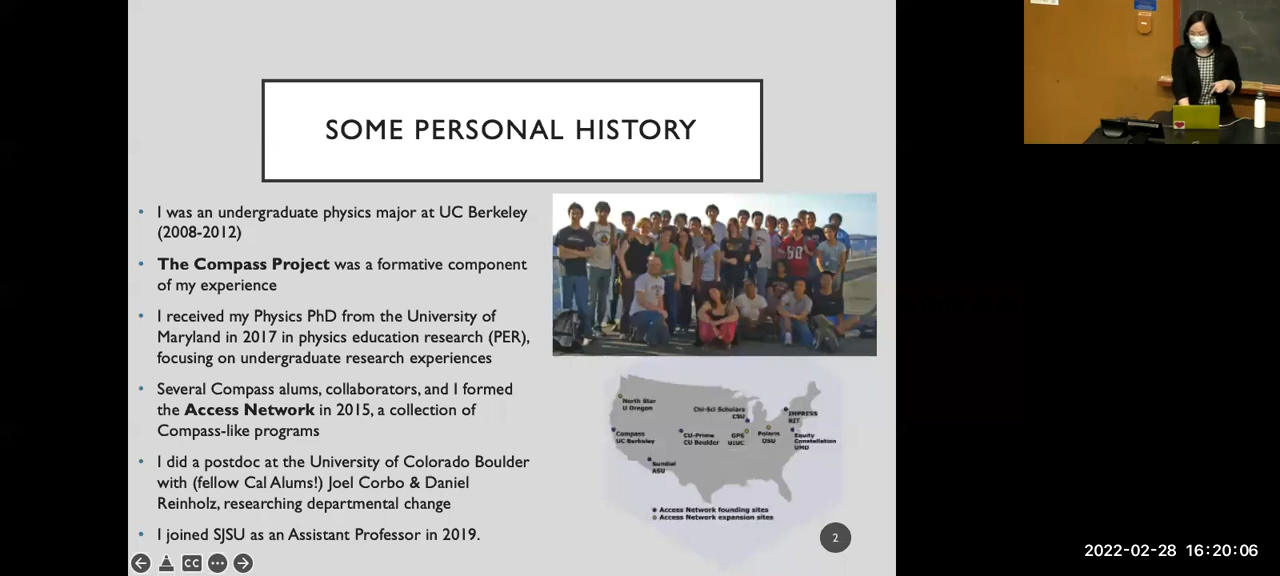 SOME PERSONAL HISTORY
I was an undergraduate physics major at UC Berkeley
(2008-2012)
The Compass Project was a formative component
of my experience
I received my Physics PhD from the University of
Maryland in 2017 in physics education research (PER),
focusing on undergraduate research experiences
Several Compass alums, collaborators, and I formed
the Access Network in 2015, a collection of
Compass-like programs
I did a postdoc at the University of Colorado Boulder
with (fellow Cal Alums!) Joel Corbo & Daniel
Reinholz, researching departmental change
I joined SJSU as an Assistant Professor in 2019.
North Star
U Oregon
Compass
UC Berkeley
Sundial
ASU
CU-Prime
CU Boulder
Chi-Sci Scholars
CSU
GPS
UIUC
Polaris
OSU
IMPRESS
RIT
Equity
Constellation
UMD
Access Network founding sites
Access Network expansion sites
2
CC
2022-02-28 16:20:06